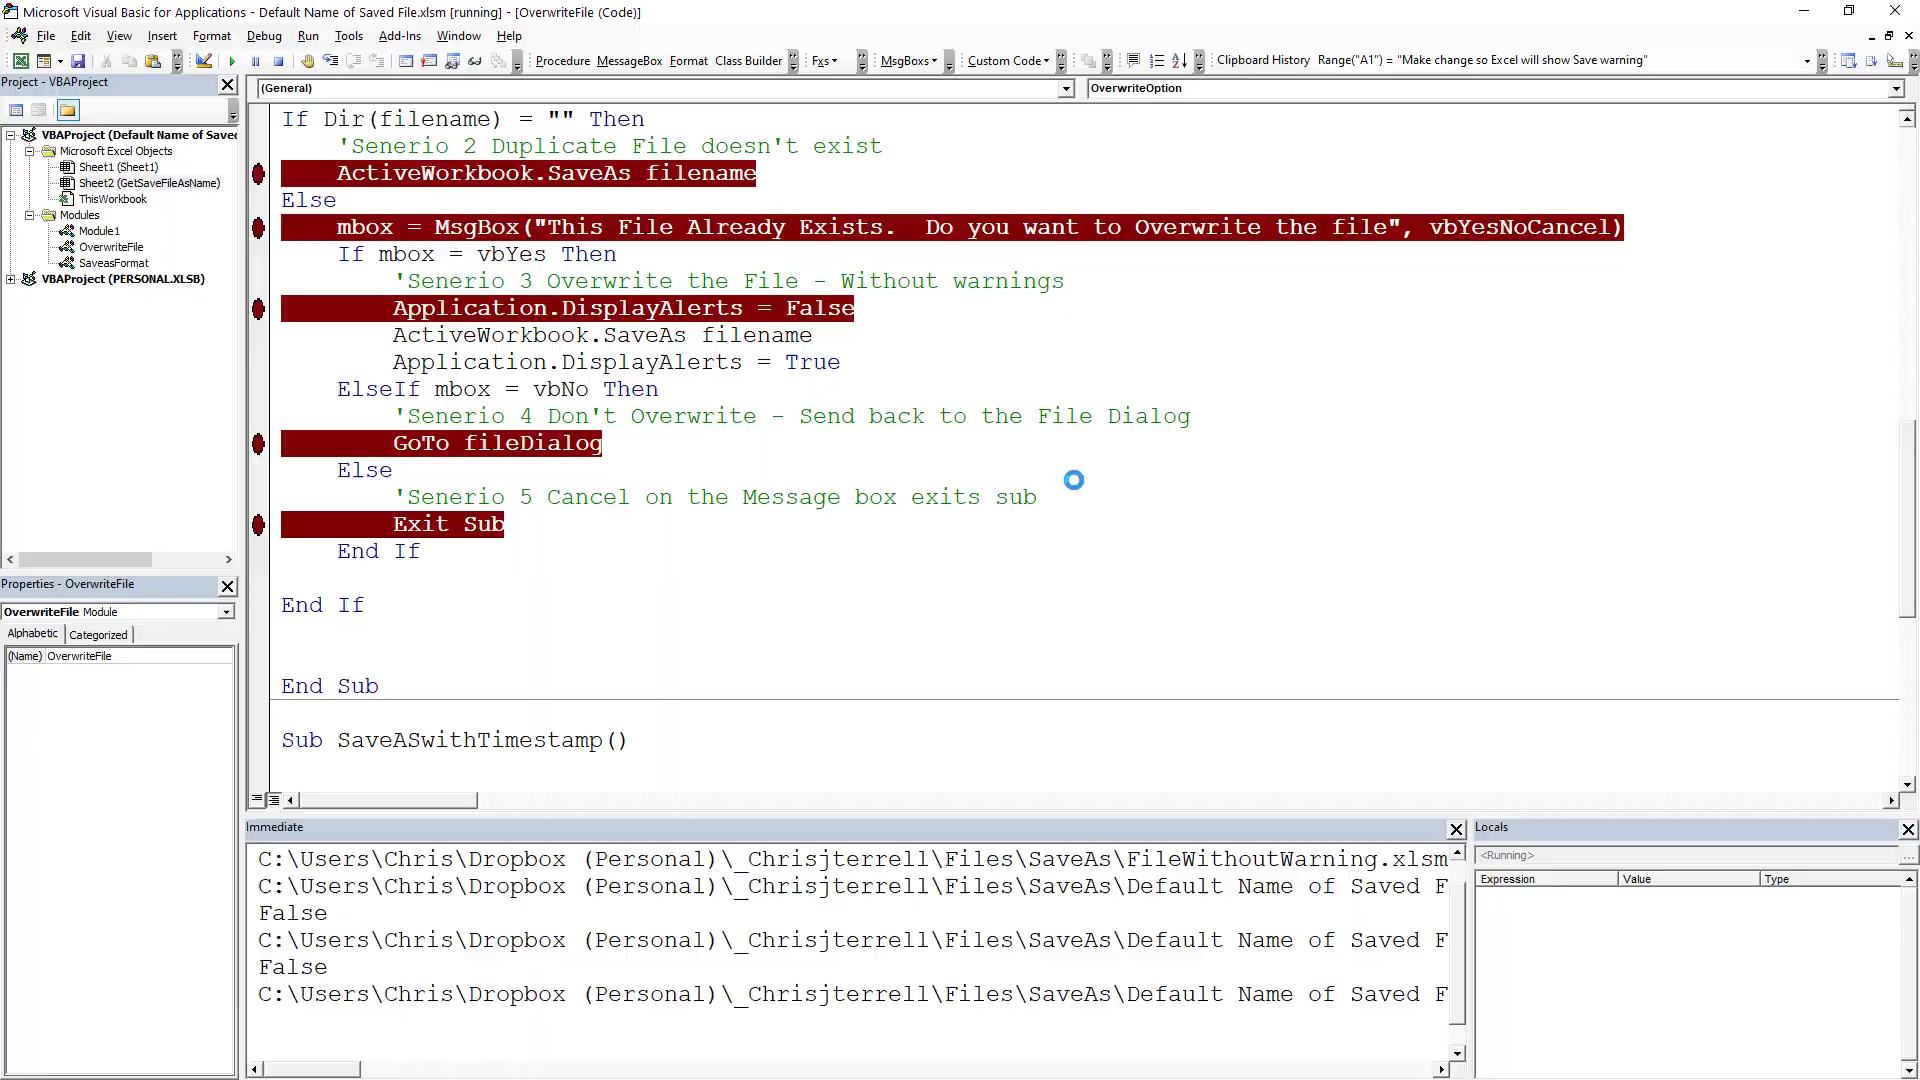 Microsoft Visual Basic for Applications - Default Name of Saved File.xlsm [running] - [OverwriteFile (Code)]
File Edit View Insert Format Debug Run Tools Add-Ins Window Help
Procedure MessageBox Format Class Builder Fxs MsgBoxs Custom Code Clipboard History Range("A1") = "Make change so Excel will show Save warning"
Project - VBAProject
(General) OverwriteOption
VBAProject (Default Name of Saved
Microsoft Excel Objects
Sheet1 (Sheet1)
Sheet2 (GetSaveFileAsName)
ThisWorkbook
Modules
Module1
OverwriteFile
SaveasFormat
VBAProject (PERSONAL.XLSB)
If Dir(filename) = "" Then
'Senerio 2 Duplicate File doesn't exist
ActiveWorkbook.SaveAs filename
Else
mbox = MsgBox("This File Already Exists.  Do you want to Overwrite the file", vbYesNoCancel)
If mbox = vbYes Then
'Senerio 3 Overwrite the File - Without warnings
Application.DisplayAlerts = False
ActiveWorkbook.SaveAs filename
Application.DisplayAlerts = True
ElseIf mbox = vbNo Then
'Senerio 4 Don't Overwrite - Send back to the File Dialog
GoTo fileDialog
Else
'Senerio 5 Cancel on the Message box exits sub
Exit Sub
End If
End If
End Sub
Sub SaveASwithTimestamp()
Properties - OverwriteFile
OverwriteFile Module
Alphabetic Categorized
(Name) OverwriteFile
Immediate
C:\Users\Chris\Dropbox (Personal)\_Chrisjterrell\Files\SaveAs\FileWithoutWarning.xlsm
C:\Users\Chris\Dropbox (Personal)\_Chrisjterrell\Files\SaveAs\Default Name of Saved F
False
C:\Users\Chris\Dropbox (Personal)\_Chrisjterrell\Files\SaveAs\Default Name of Saved F
False
C:\Users\Chris\Dropbox (Personal)\_Chrisjterrell\Files\SaveAs\Default Name of Saved F
Locals
<Running>
Expression Value Type